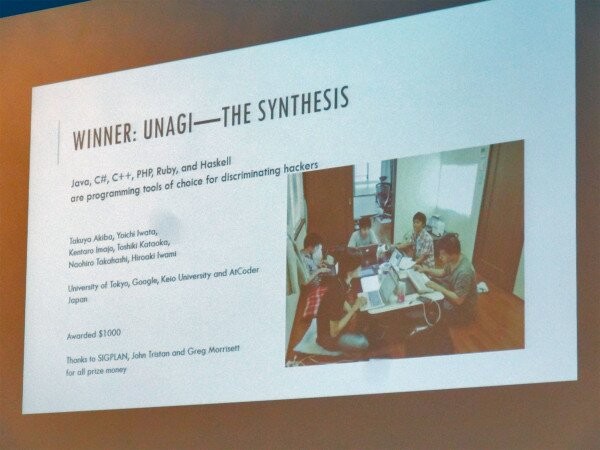 WINNER: UNAGI—THE SYNTHESIS
Java, C#, C++, PHP, Ruby, and Haskell
are programming tools of choice for discriminating hackers
Takuya Akiba, Yoichi Iwata,
Kentaro Imajo, Toshiki Kataoka,
Naohiro Takahashi, Hiroaki Iwami
University of Tokyo, Google, Keio University and AtCoder
Japan
Awarded $1000
Thanks to SIGPLAN, John Tristan and Greg Morrisett
for all prize money